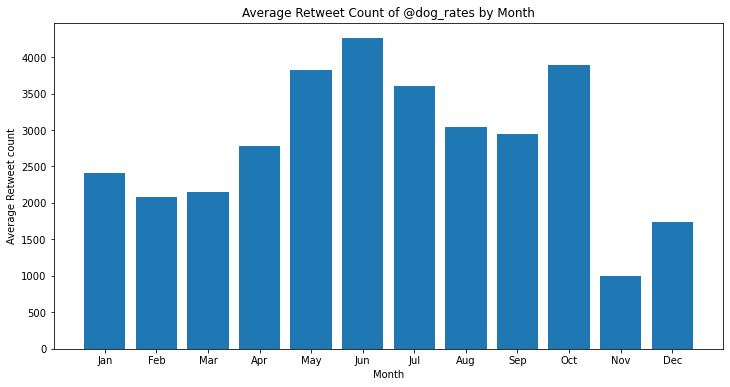 Average Retweet Count of @dog_rates by Month
Average Retweet count
4000
3500
3000
2500
2000
1500
1000
500
0
Jan Feb Mar Apr May Jun Jul Aug Sep Oct Nov Dec
Month